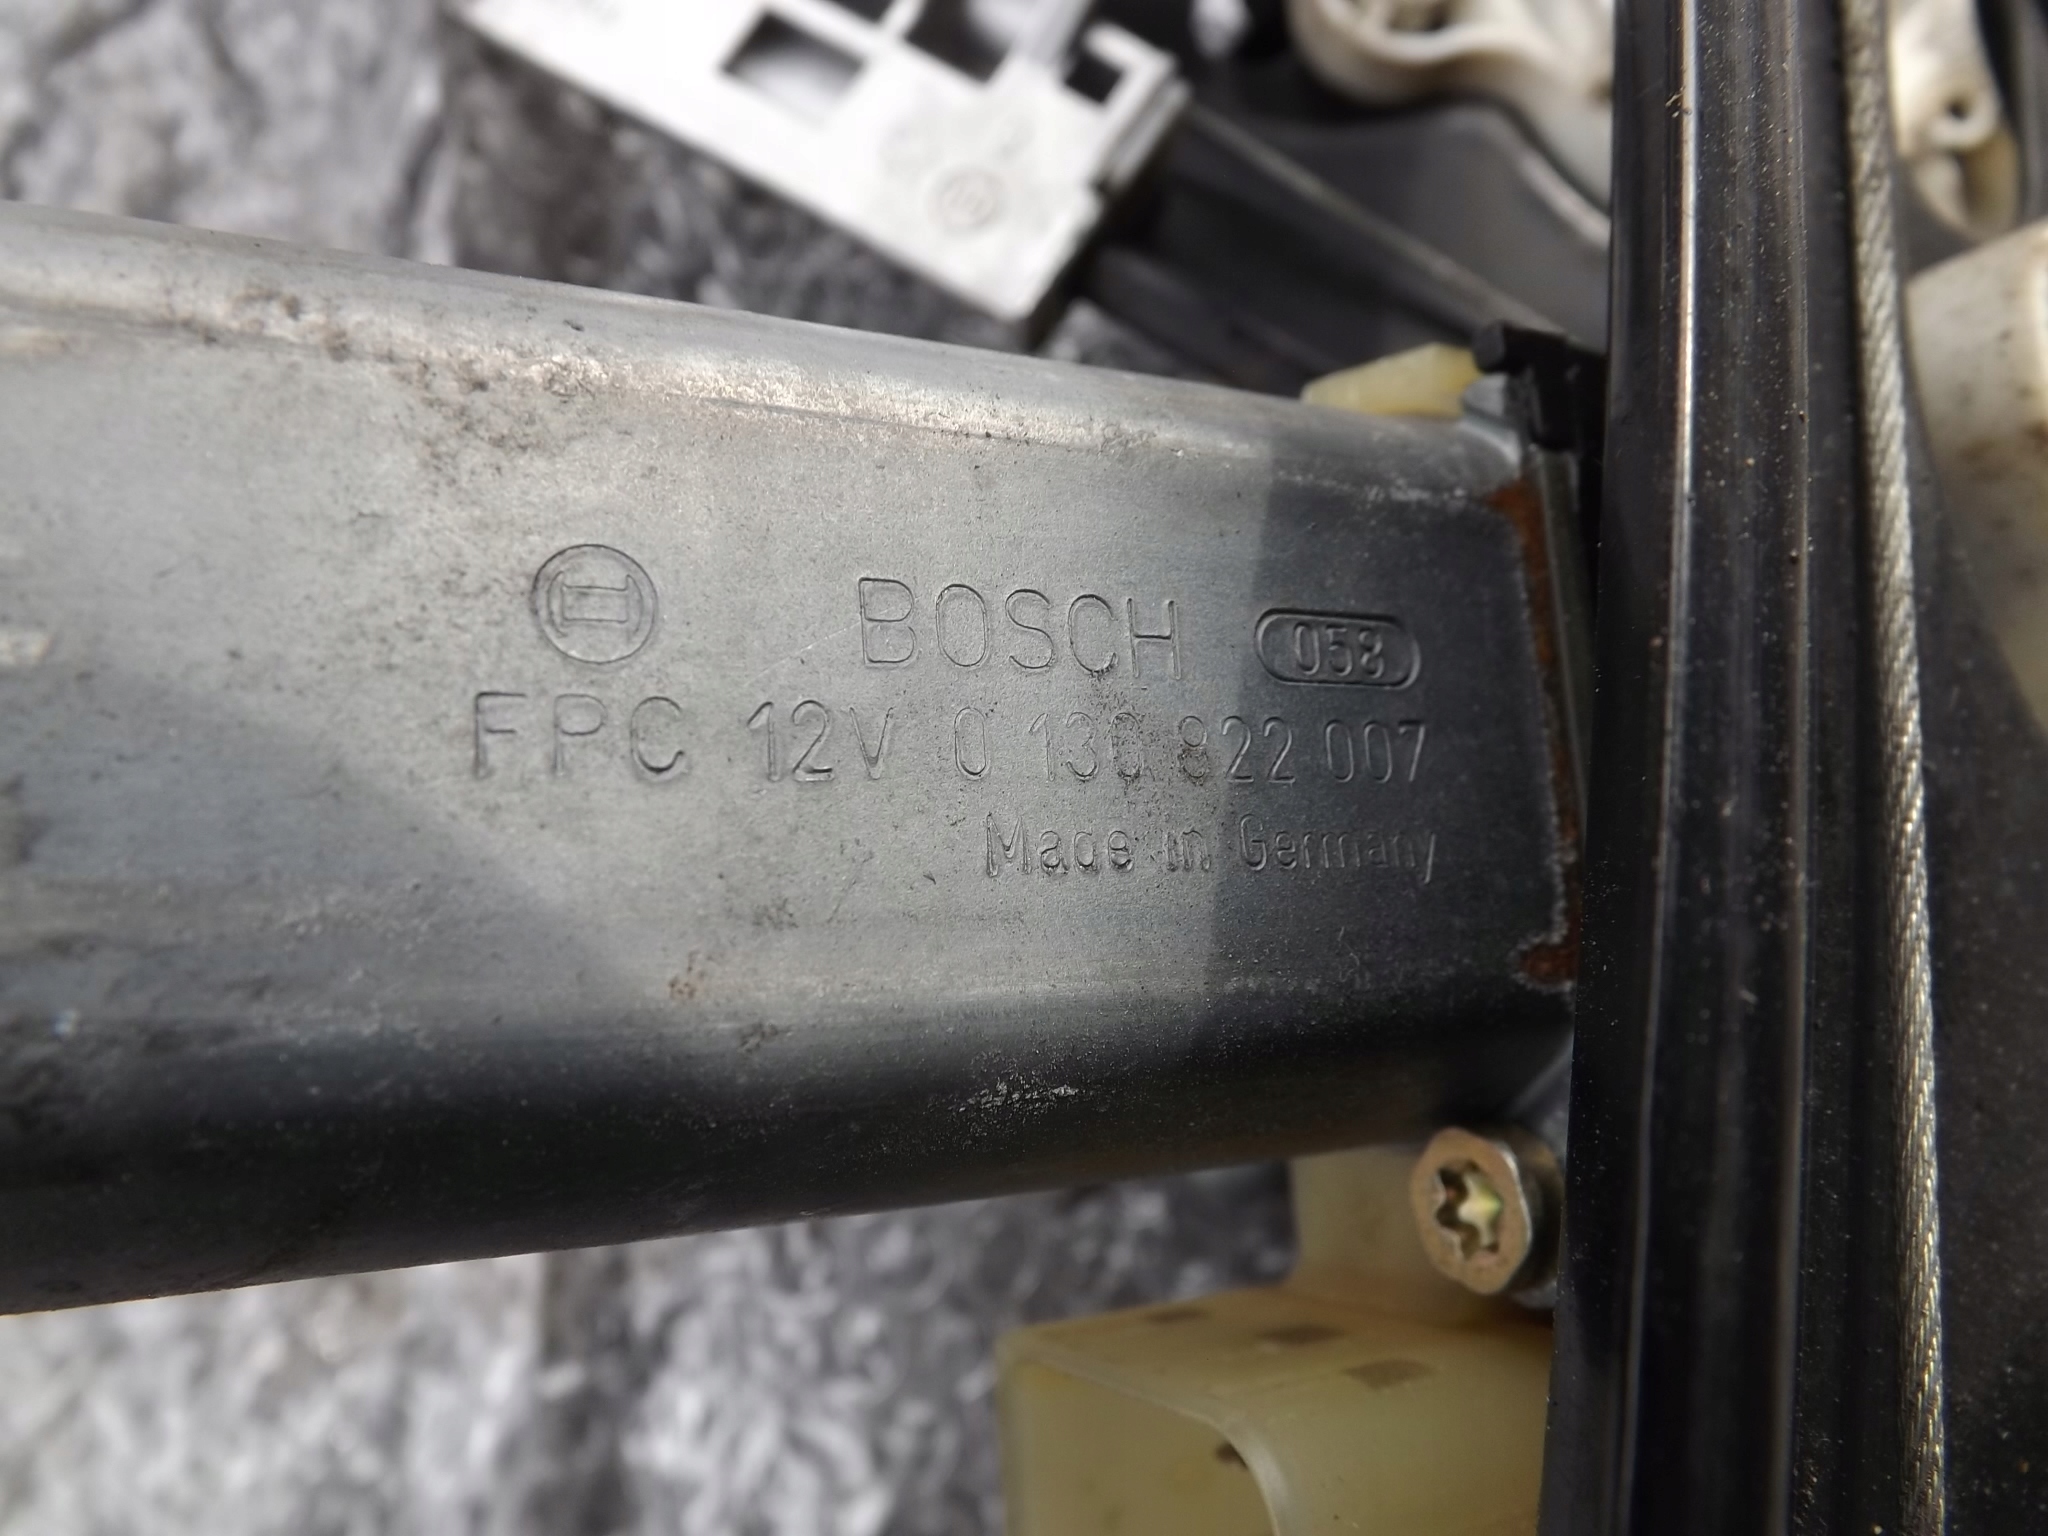 BOSCH 058
FPC 12V 0 130 822 007
Made in Germany